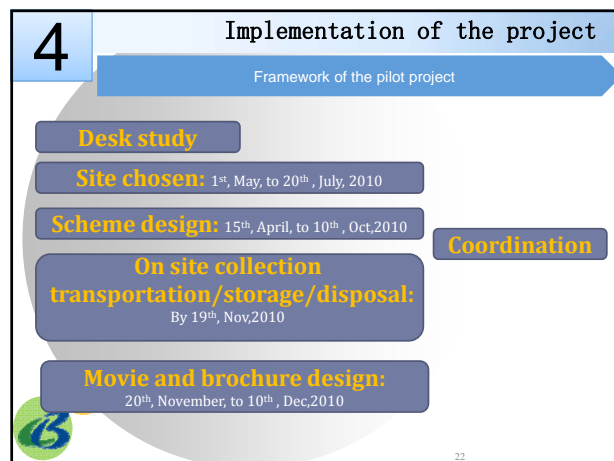 4
Implementation of the project
Framework of the pilot project
Desk study
Site chosen: 1st, May, to 20th , July, 2010
Scheme design: 15th, April, to 10th , Oct,2010
Coordination
On site collection
transportation/storage/disposal:
By 19th, Nov,2010
Movie and brochure design:
20th, November, to 10th , Dec,2010
22